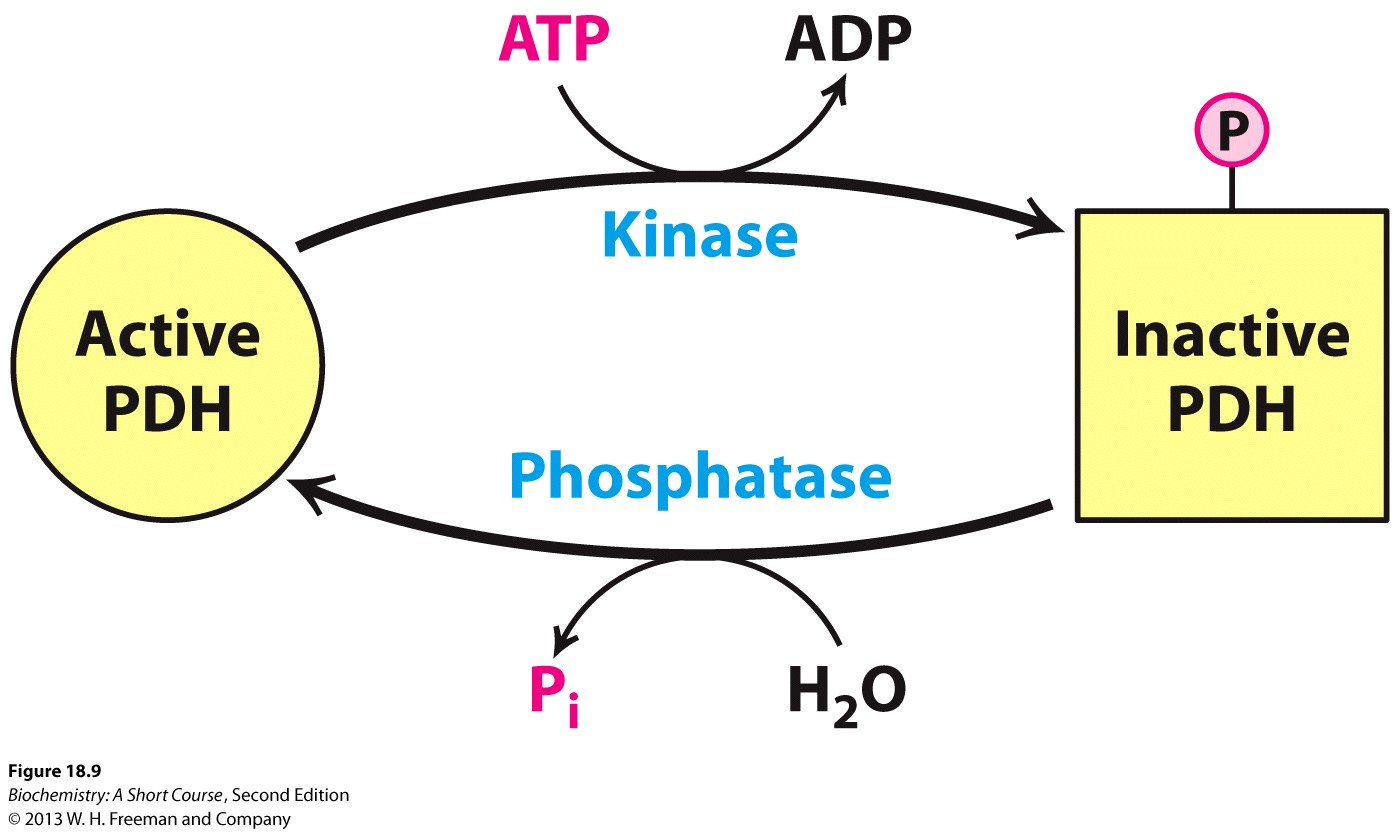 ATP
ADP
P
Kinase
Active
PDH
Inactive
PDH
Phosphatase
Pi
H2O
Figure 18.9
Biochemistry: A Short Course, Second Edition
© 2013 W. H. Freeman and Company